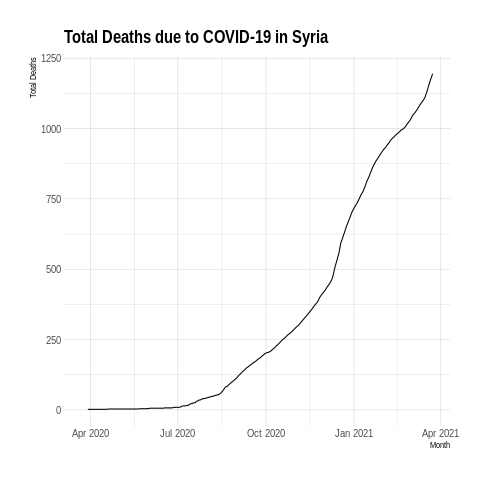 Total Deaths due to COVID-19 in Syria
Total Deaths
1250
1000
750
500
250
0
Apr 2020 Jul 2020 Oct 2020 Jan 2021 Apr 2021
Month